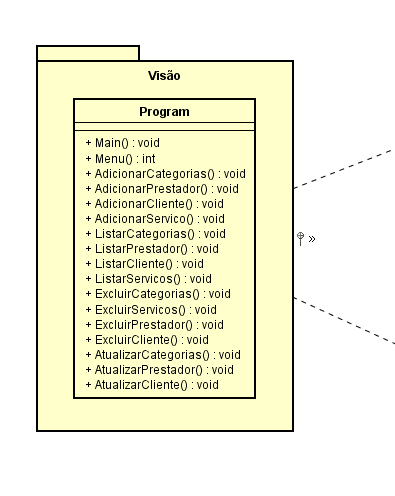 Visão
Program
+ Main() : void
+ Menu() : int
+ AdicionarCategorias() : void
+ AdicionarPrestador() : void
+ AdicionarCliente() : void
+ AdicionarServico() : void
+ ListarCategorias() : void
+ ListarPrestador() : void
+ ListarCliente() : void
+ ListarServicos() : void
+ ExcluirCategorias() : void
+ ExcluirServicos() : void
+ ExcluirPrestador() : void
+ ExcluirCliente() : void
+ AtualizarCategorias() : void
+ AtualizarPrestador() : void
+ AtualizarCliente() : void
»